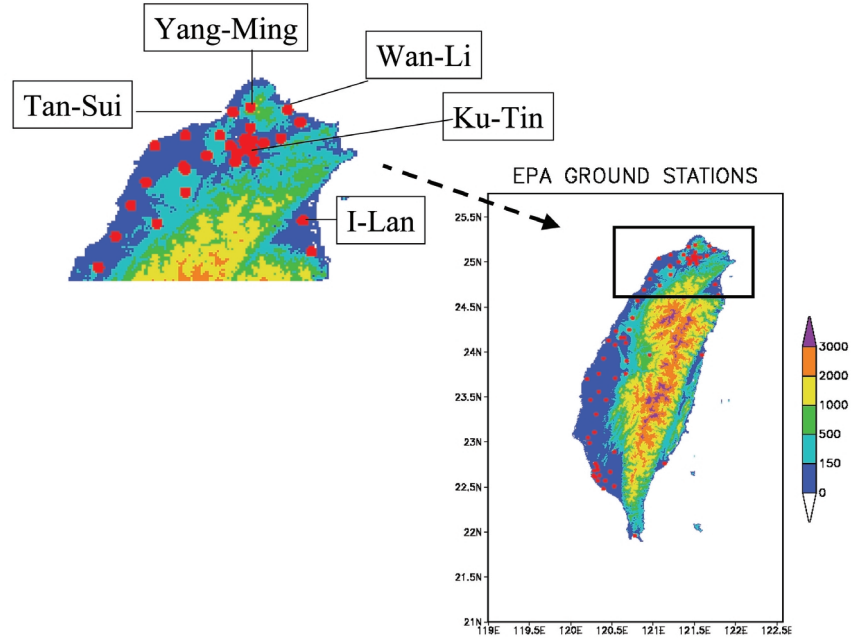 Yang-Ming
Wan-Li
Tan-Sui
Ku-Tin
I-Lan
EPA GROUND STATIONS
25.5N
25N
24.5N
24N
23.5N
23N
22.5N
22N
21.5N
21N
119E 119.5E 120E 120.5E 121E 121.5E 122E 122.5E
3000
2000
1000
500
150
0